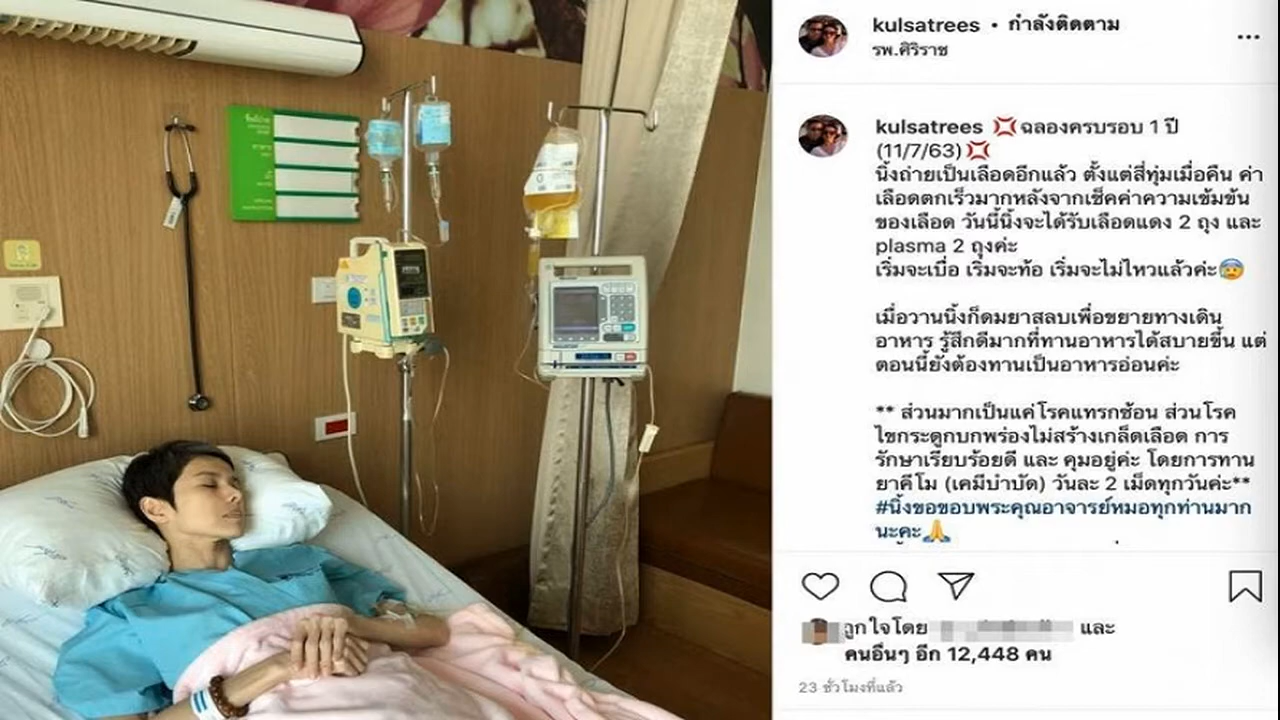 kulsatrees • กำลังติดตาม
รพ.ศิริราช
kulsatrees 💢ฉลองครบรอบ 1 ปี
(11/7/63)💢
นิ้งถ่ายเป็นเลือดอีกแล้ว ตั้งแต่สี่ทุ่มเมื่อคืน ค่า
เลือดตกเร็วมากหลังจากเช็คค่าความเข้มข้น
ของเลือด วันนี้นิ้งจะได้รับเลือดแดง 2 ถุง และ
plasma 2 ถุงค่ะ
เริ่มจะเบื่อ เริ่มจะท้อ เริ่มจะไม่ไหวแล้วค่ะ😰
เมื่อวานนิ้งก็ดมยาสลบเพื่อขยายทางเดิน
อาหาร รู้สึกดีมากที่ทานอาหารได้สบายขึ้น แต่
ตอนนี้ยังต้องทานเป็นอาหารอ่อนค่ะ
** ส่วนมากเป็นแค่โรคแทรกซ้อน ส่วนโรค
ไขกระดูกบกพร่องไม่สร้างเกล็ดเลือด การ
รักษาเรียบร้อยดี และ คุมอยู่ค่ะ โดยการทาน
ยาคีโม (เคมีบำบัด) วันละ 2 เม็ดทุกวันค่ะ**
#นิ้งขอขอบพระคุณอาจารย์หมอทุกท่านมาก
นะคะ🙏
ถูกใจโดย และ
คนอื่นๆ อีก 12,448 คน
23 ชั่วโมงที่แล้ว